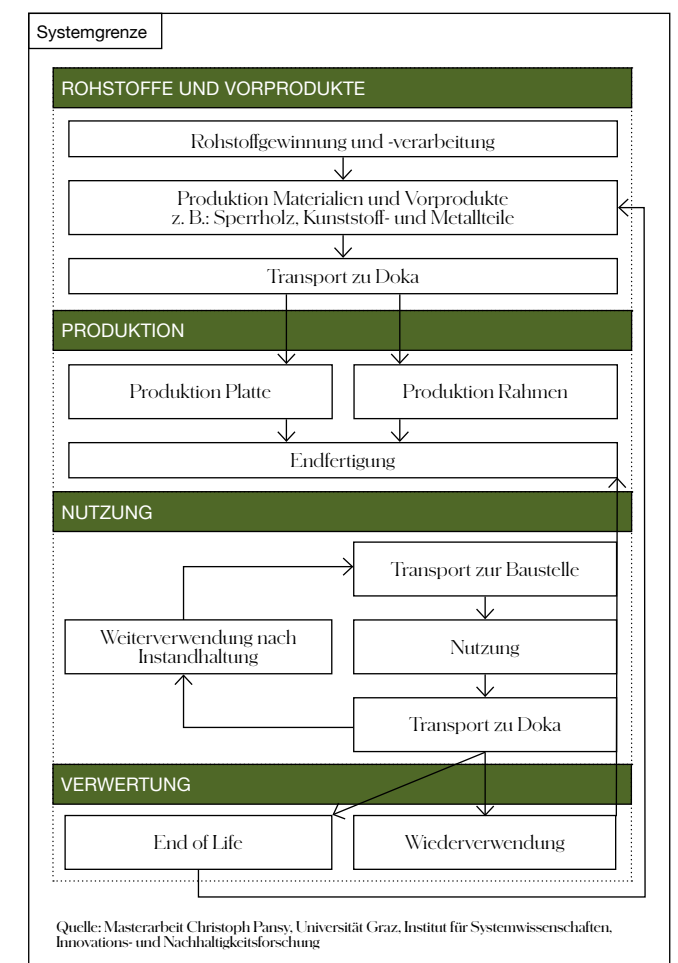 Systemgrenze
ROHSTOFFE UND VORPRODUKTE
Rohstoffgewinnung und -verarbeitung
Produktion Materialien und Vorprodukte
z. B.: Sperrholz, Kunststoff- und Metallteile
Transport zu Doka
PRODUKTION
Produktion Platte
Produktion Rahmen
Endfertigung
NUTZUNG
Transport zur Baustelle
Weiterverwendung nach
Instandhaltung
Nutzung
Transport zu Doka
VERWERTUNG
End of Life
Wiederverwendung
Quelle: Masterarbeit Christoph Pansy, Universität Graz, Institut für Systemwissenschaften,
Innovations- und Nachhaltigkeitsforschung